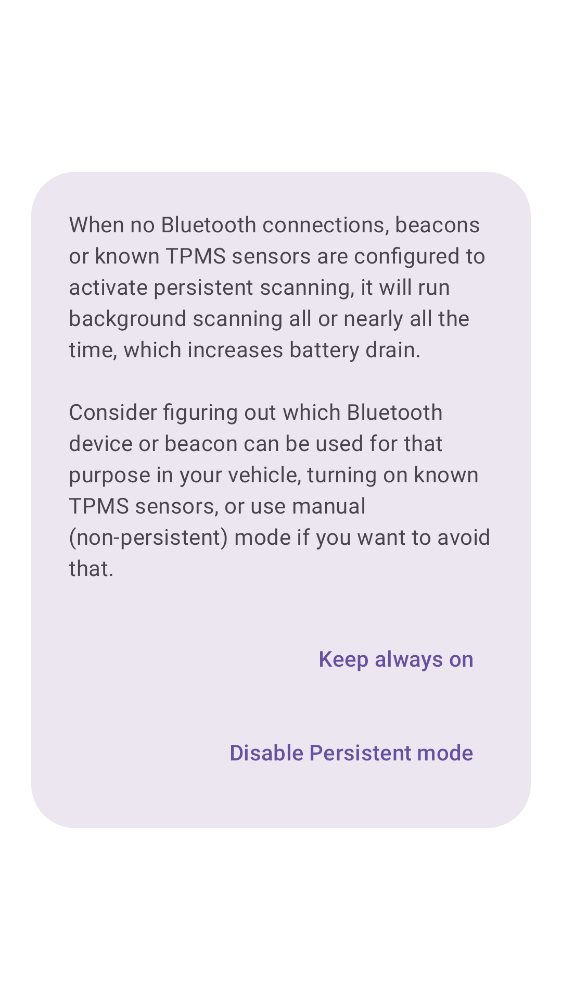 When no Bluetooth connections, beacons
or known TPMS sensors are configured to
activate persistent scanning, it will run
background scanning all or nearly all the
time, which increases battery drain.
Consider figuring out which Bluetooth
device or beacon can be used for that
purpose in your vehicle, turning on known
TPMS sensors, or use manual
(non-persistent) mode if you want to avoid
that.
Keep always on
Disable Persistent mode